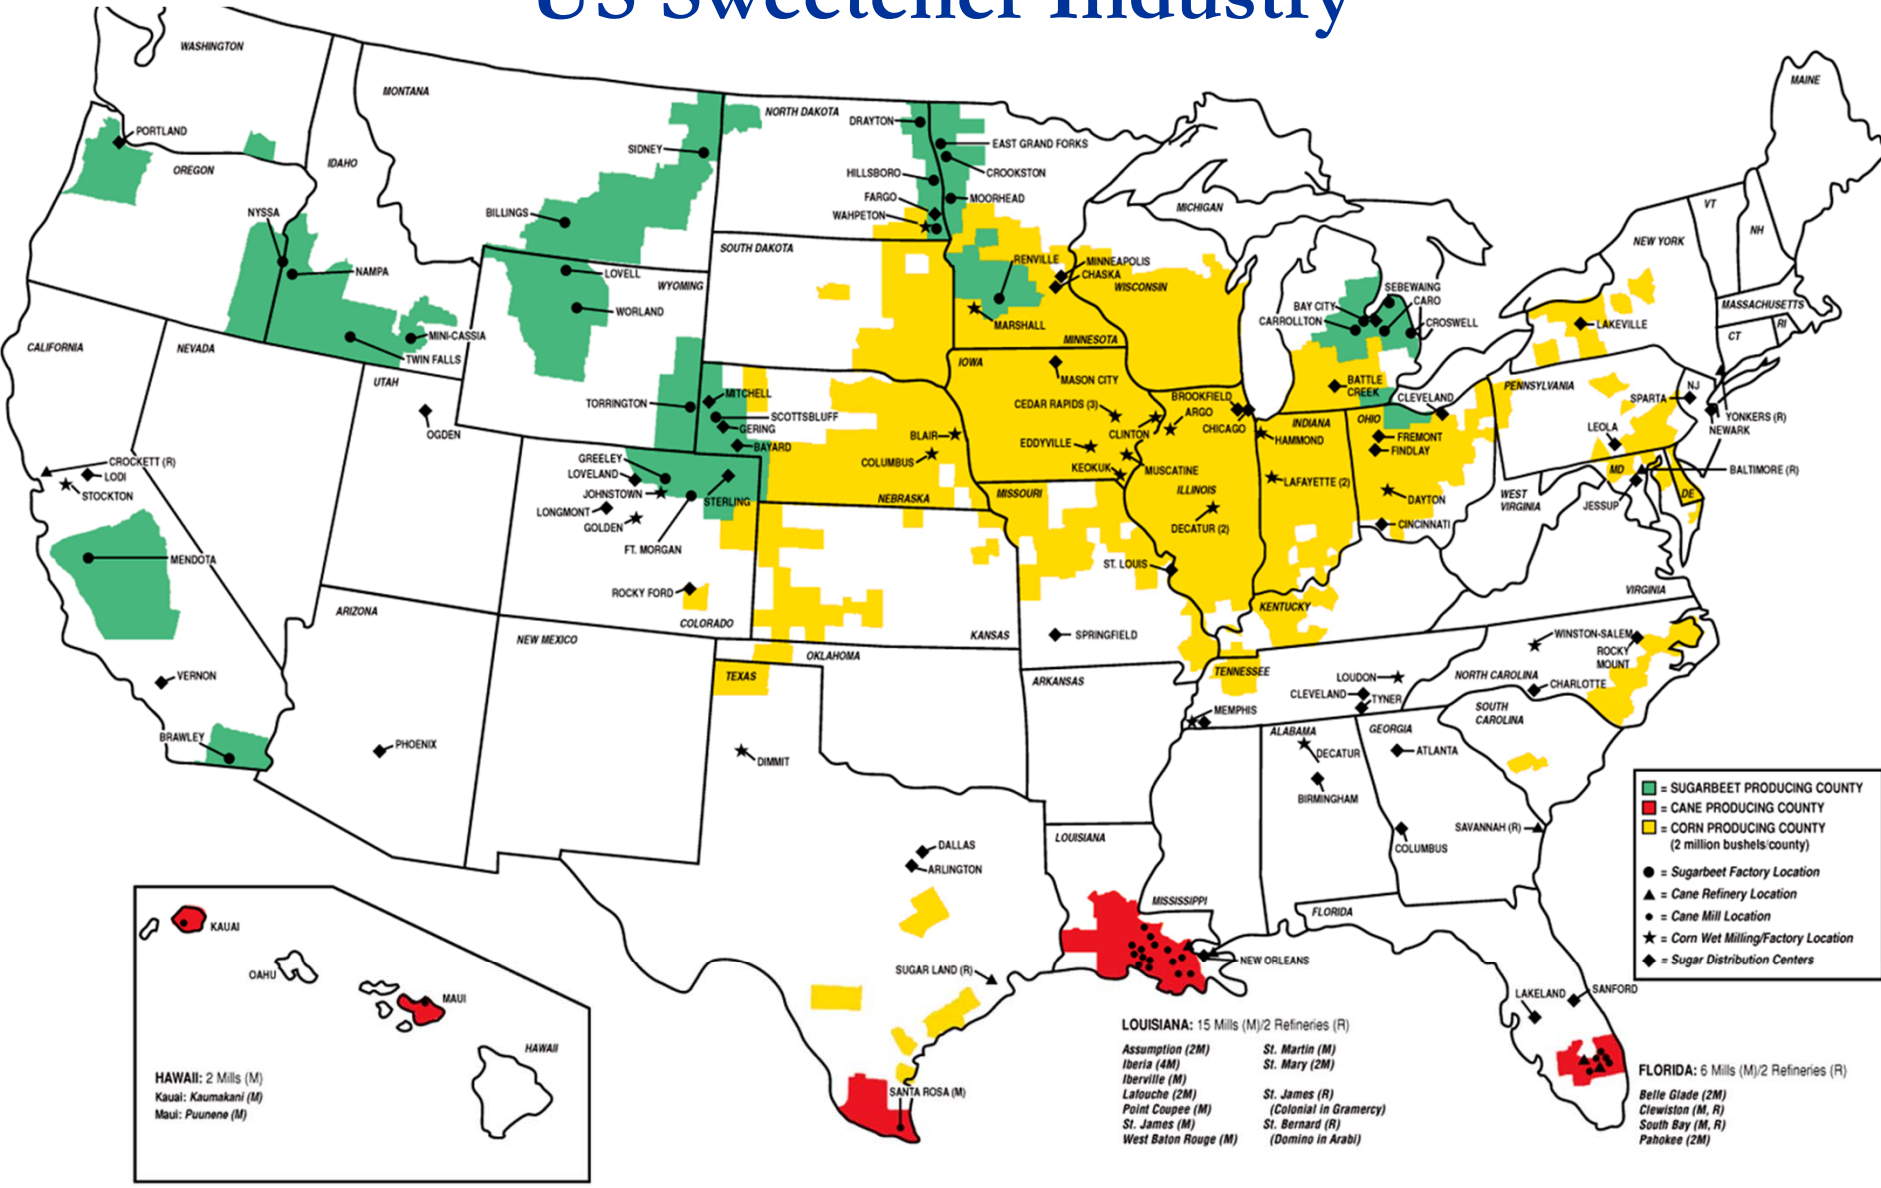 US Sweetener Industry
WASHINGTON
MONTANA
NORTH DAKOTA
MAINE
PORTLAND
OREGON
IDAHO
SIDNEY
DRAYTON
EAST GRAND FORKS
CROOKSTON
HILLSBORO
FARGO
MOORHEAD
WAHPETON
NYSSA
BILLINGS
NAMPA
LOVELL
WYOMING
WORLAND
SOUTH DAKOTA
RENVILLE
MINNEAPOLIS
CHASKA
WISCONSIN
MARSHALL
MINNESOTA
MICHIGAN
SEBEWAING
BAY CITY
CARO
CARROLLTON
CROSWELL
VT
NH
NEW YORK
MASSACHUSETTS
RI
CT
LAKEVILLE
CALIFORNIA
NEVADA
UTAH
MINI-CASSIA
TWIN FALLS
OGDEN
TORRINGTON
MITCHELL
SCOTTSBLUFF
GERING
BAYARD
IOWA
MASON CITY
CEDAR RAPIDS (3)
CLINTON
BROOKFIELD
ARGO
CHICAGO
EDDYVILLE
KEOKUK
MUSCATINE
BLAIR
COLUMBUS
NEBRASKA
BATTLE
CREEK
CLEVELAND
INDIANA
HAMMOND
OHIO
FREMONT
FINDLAY
LAFAYETTE (2)
DAYTON
CINCINNATI
ILLINOIS
DECATUR (2)
PENNSYLVANIA
NJ
SPARTA
YONKERS (R)
NEWARK
LEOLA
MD
BALTIMORE (R)
DE
JESSUP
WEST
VIRGINIA
VIRGINIA
CROCKETT (R)
LODI
STOCKTON
MENDOTA
VERNON
BRAWLEY
GREELEY
LOVELAND
JOHNSTOWN
STERLING
LONGMONT
GOLDEN
FT. MORGAN
ROCKY FORD
COLORADO
ARIZONA
NEW MEXICO
PHOENIX
MISSOURI
ST. LOUIS
SPRINGFIELD
KANSAS
OKLAHOMA
TEXAS
DIMMIT
ARKANSAS
KENTUCKY
TENNESSEE
MEMPHIS
LOUDON
CLEVELAND
TYNER
WINSTON-SALEM
ROCKY
MOUNT
NORTH CAROLINA
CHARLOTTE
SOUTH
CAROLINA
ALABAMA
DECATUR
BIRMINGHAM
GEORGIA
ATLANTA
COLUMBUS
SAVANNAH (R)
DALLAS
ARLINGTON
LOUISIANA
MISSISSIPPI
FLORIDA
NEW ORLEANS
SUGAR LAND (R)
SANTA ROSA (M)
LAKELAND
SANFORD
= SUGARBEET PRODUCING COUNTY
= CANE PRODUCING COUNTY
= CORN PRODUCING COUNTY
(2 million bushels/county)
= Sugarbeet Factory Location
= Cane Refinery Location
= Cane Mill Location
= Corn Wet Milling/Factory Location
= Sugar Distribution Centers
KAUAI
OAHU
MAUI
HAWAII
HAWAII: 2 Mills (M)
Kauai: Kaumakani (M)
Maui: Puunene (M)
LOUISIANA: 15 Mills (M)/2 Refineries (R)
Assumption (2M)
Iberia (4M)
Iberville (M)
Lafouche (2M)
Point Coupee (M)
St. James (M)
West Baton Rouge (M)
St. Martin (M)
St. Mary (2M)
St. James (R)
(Colonial in Gramercy)
St. Bernard (R)
(Domino in Arabi)
FLORIDA: 6 Mills (M)/2 Refineries (R)
Belle Glade (2M)
Clewiston (M, R)
South Bay (M, R)
Pahokee (2M)